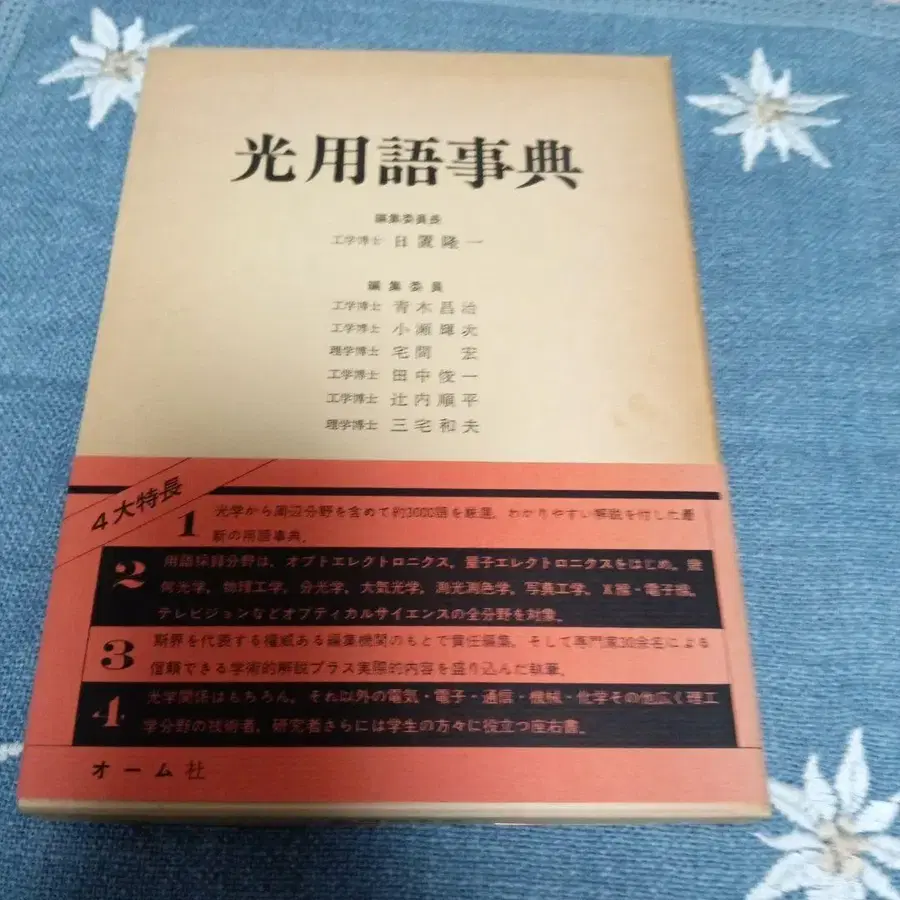 光用語事典
編集委員長
工学博士 日置隆一
編集委員
工学博士 青木昌治
工学博士 小瀬輝次
理学博士 宅間 宏
工学博士 田中俊一
工学博士 辻内順平
理学博士 三宅和夫
4大特長
1 光学から周辺分野を含めて約3000語を厳選，わかりやすい解説を付した最
新の用語事典．
2 用語採録分野は，オプトエレクトロニクス，量子エレクトロニクスをはじめ，幾
何光学，物理工学，分光学，大気光学，測光測色学，写真工学，X線・電子線，
テレビジョンなどオプティカルサイエンスの全分野を対象．
3 斯界を代表する権威ある編集機関のもとで責任編集．そして専門家30余名による
信頼できる学術的解説プラス実際的内容を盛り込んだ執筆．
4 光学関係はもちろん，それ以外の電気・電子・通信・機械・化学その他広く理工
学分野の技術者，研究者さらには学生の方々に役立つ座右書．
オーム社